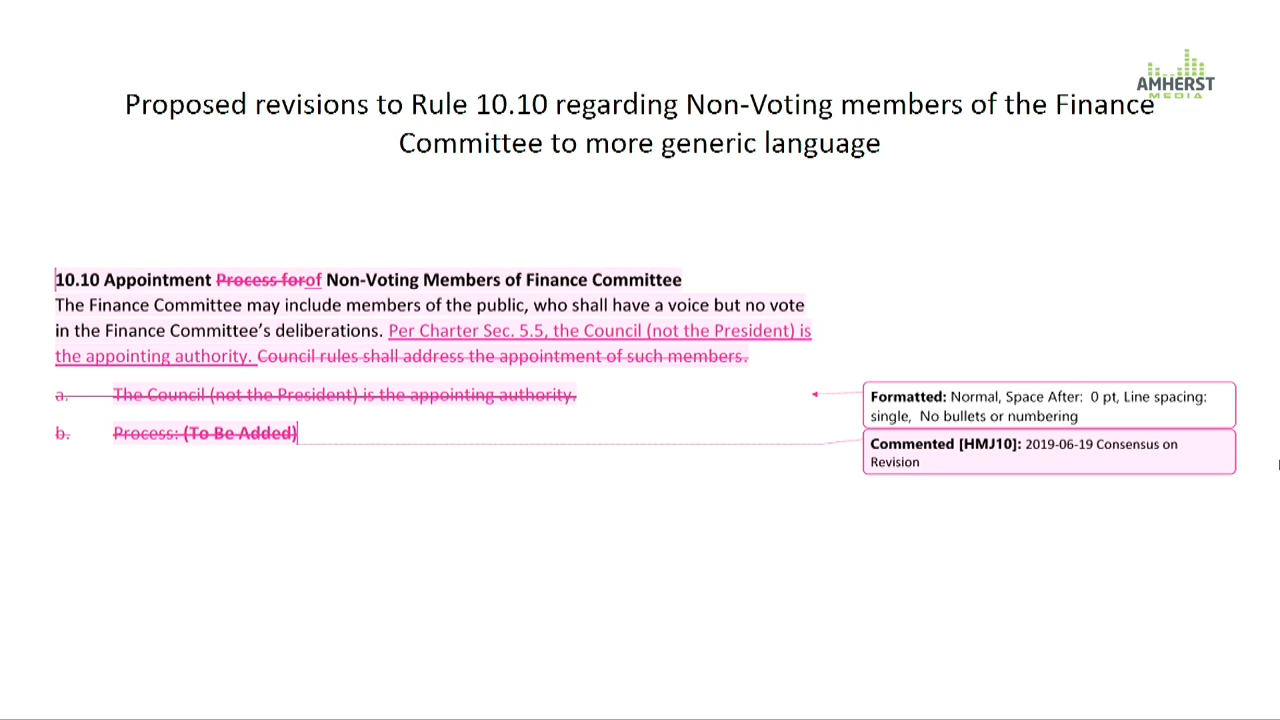 AMHERST
MEDIA
Proposed revisions to Rule 10.10 regarding Non-Voting members of the Finance
Committee to more generic language
10.10 Appointment Process forof Non-Voting Members of Finance Committee
The Finance Committee may include members of the public, who shall have a voice but no vote
in the Finance Committee's deliberations. Per Charter Sec. 5.5, the Council (not the President) is
the appointing authority. Council rules shall address the appointment of such members.
a. The Council (not the President) is the appointing authority.
b. Process: (To Be Added)
Formatted: Normal, Space After: 0 pt, Line spacing:
single, No bullets or numbering
Commented [HMJ10]: 2019-06-19 Consensus on
Revision